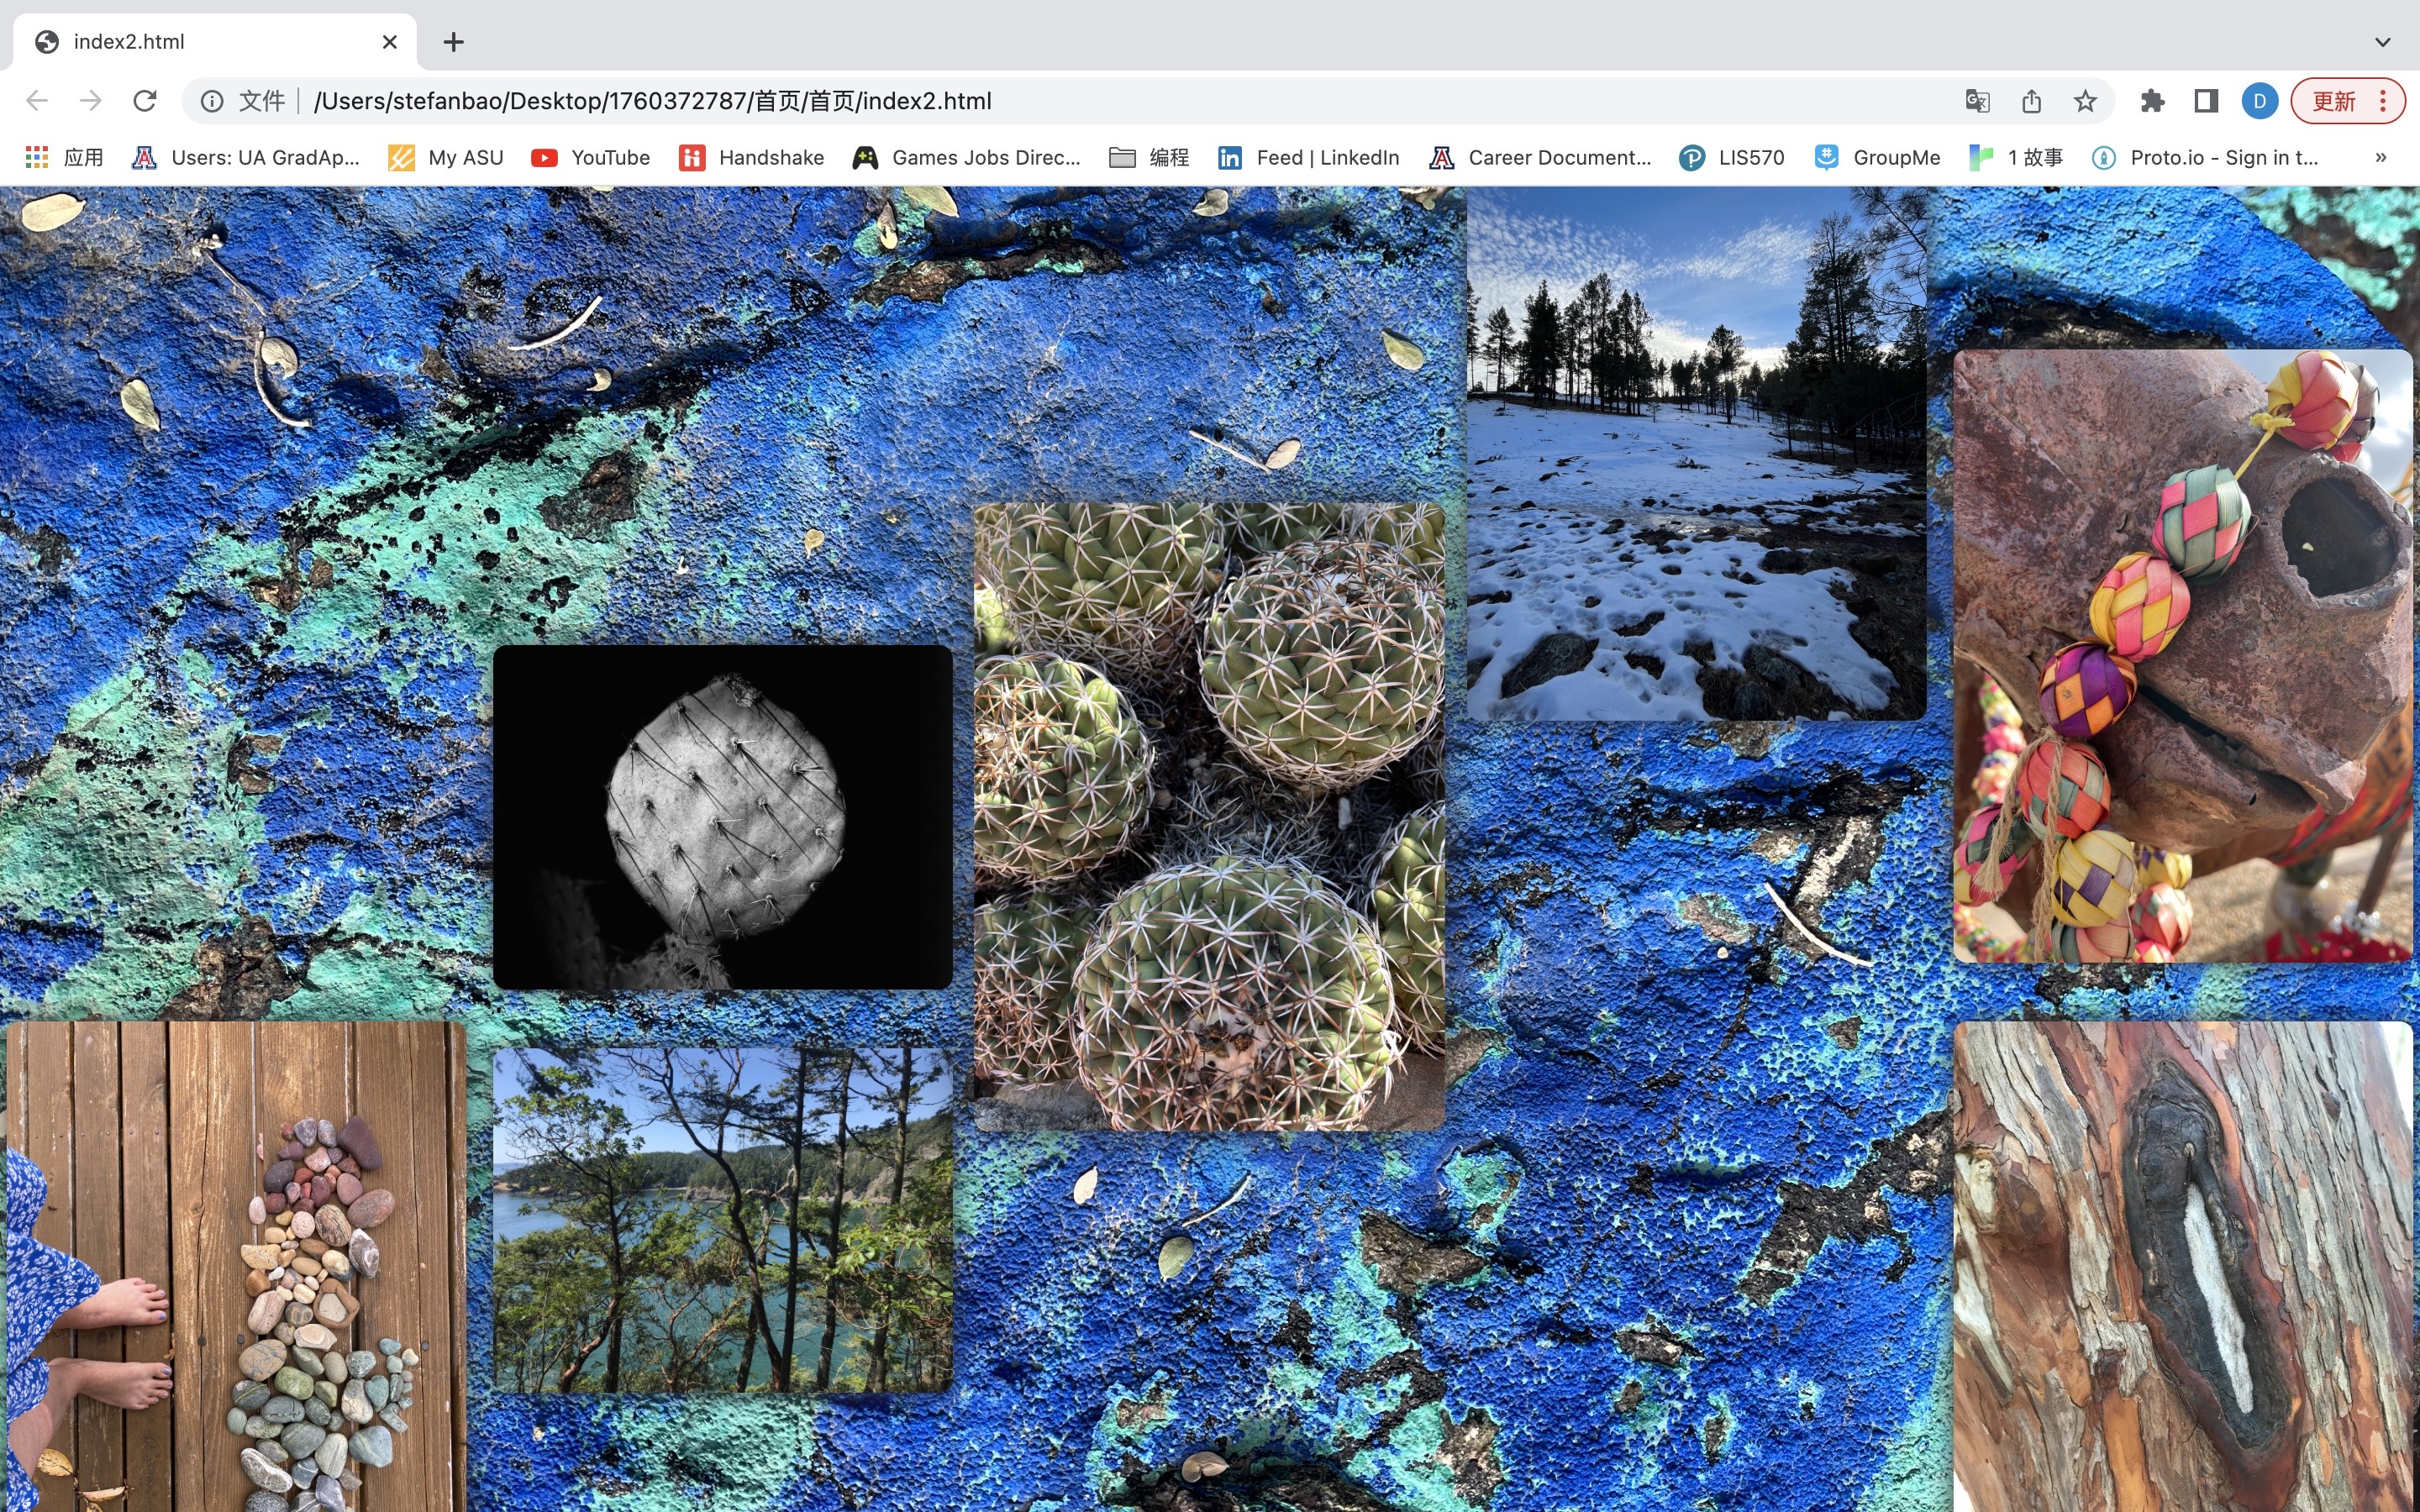 index2.html
文件 /Users/stefanbao/Desktop/1760372787/首页/首页/index2.html D 更新
应用 Users: UA GradAp... My ASU YouTube Handshake Games Jobs Direc... 编程 Feed | LinkedIn Career Document... LIS570 GroupMe 1 故事 Proto.io - Sign in t... »